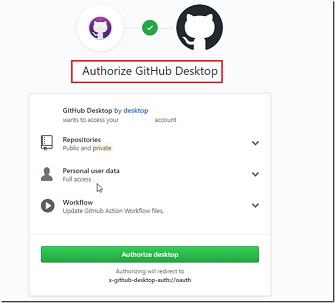 Authorize GitHub Desktop
GitHub Desktop by desktop
wants to access your account
Repositories
Public and private
Personal user data
Full access
Workflow
Update GitHub Action Workflow files.
Authorize desktop
Authorizing will redirect to
x-github-desktop-auth://oauth